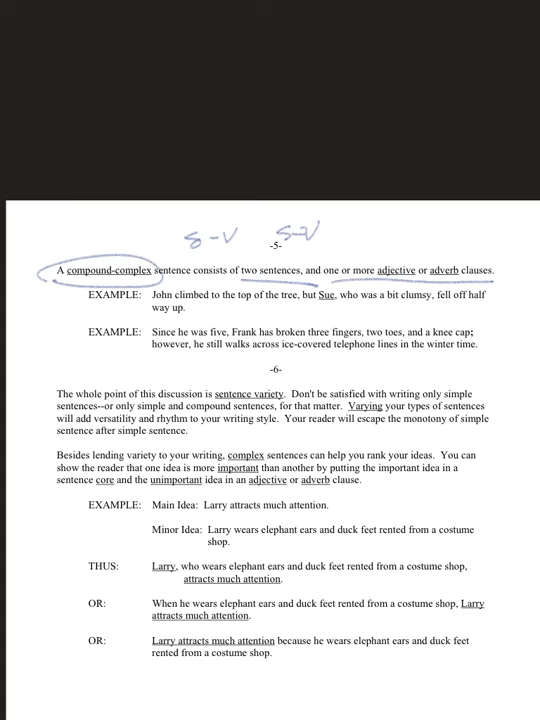 S-V S-V
-5-
A compound-complex sentence consists of two sentences, and one or more adjective or adverb clauses.
EXAMPLE: John climbed to the top of the tree, but Sue, who was a bit clumsy, fell off half
way up.
EXAMPLE: Since he was five, Frank has broken three fingers, two toes, and a knee cap;
however, he still walks across ice-covered telephone lines in the winter time.
-6-
The whole point of this discussion is sentence variety. Don't be satisfied with writing only simple
sentences--or only simple and compound sentences, for that matter. Varying your types of sentences
will add versatility and rhythm to your writing style. Your reader will escape the monotony of simple
sentence after simple sentence.
Besides lending variety to your writing, complex sentences can help you rank your ideas. You can
show the reader that one idea is more important than another by putting the important idea in a
sentence core and the unimportant idea in an adjective or adverb clause.
EXAMPLE: Main Idea: Larry attracts much attention.
Minor Idea: Larry wears elephant ears and duck feet rented from a costume
shop.
THUS: Larry, who wears elephant ears and duck feet rented from a costume shop,
attracts much attention.
OR: When he wears elephant ears and duck feet rented from a costume shop, Larry
attracts much attention.
OR: Larry attracts much attention because he wears elephant ears and duck feet
rented from a costume shop.